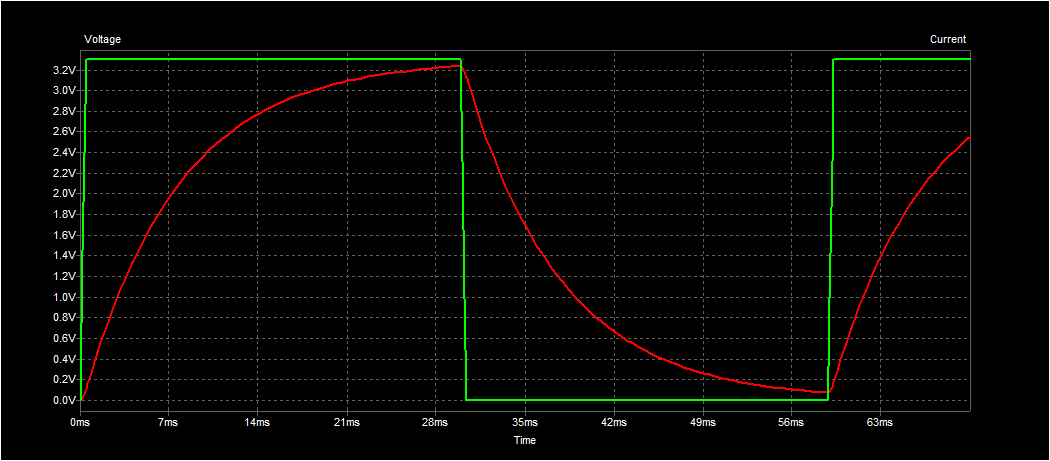 Voltage Current
3.2V
3.0V
2.8V
2.6V
2.4V
2.2V
2.0V
1.8V
1.6V
1.4V
1.2V
1.0V
0.8V
0.6V
0.4V
0.2V
0.0V
0ms 7ms 14ms 21ms 28ms 35ms 42ms 49ms 56ms 63ms
Time